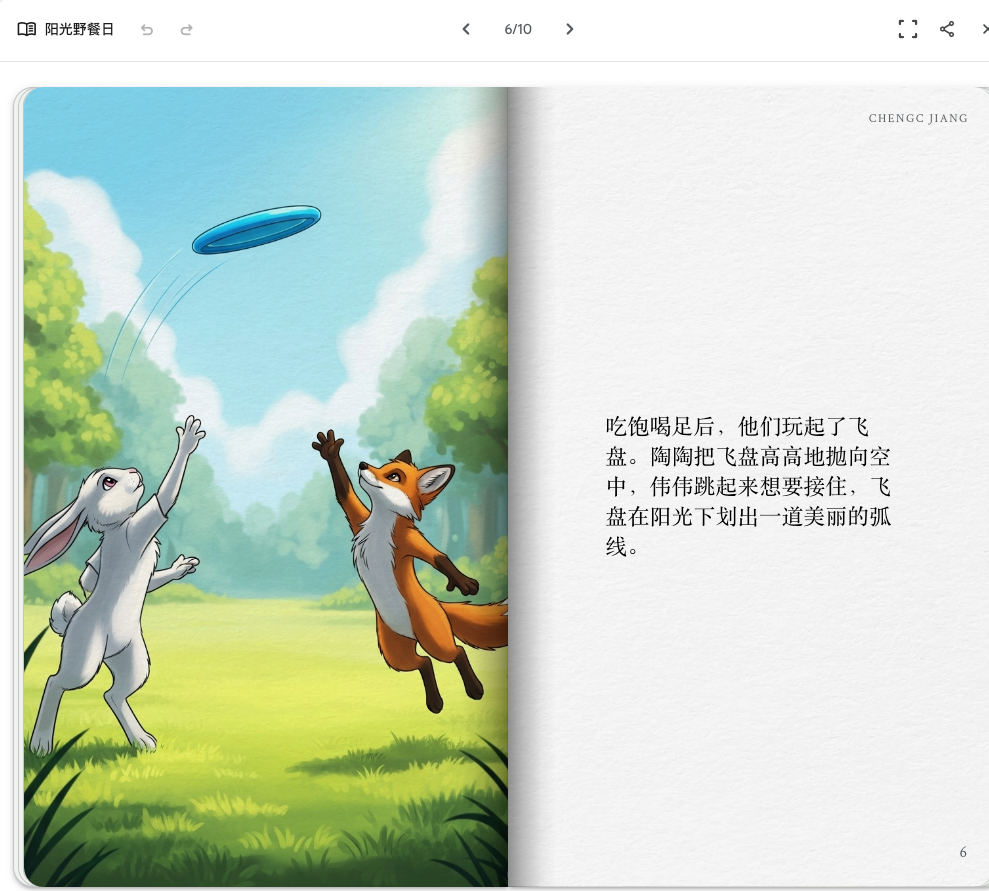 阳光野餐日
6/10
CHENGC JIANG
吃饱喝足后，他们玩起了飞
盘。陶陶把飞盘高高地抛向空
中，伟伟跳起来想要接住，飞
盘在阳光下划出一道美丽的弧
线。
6